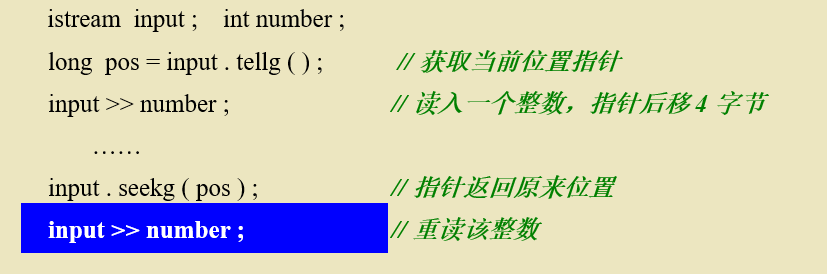 istream input ; int number ;
long pos = input . tellg ( ) ; // 获取当前位置指针
input >> number ; // 读入一个整数，指针后移 4 字节
……
input . seekg ( pos ) ; // 指针返回原来位置
input >> number ; // 重读该整数